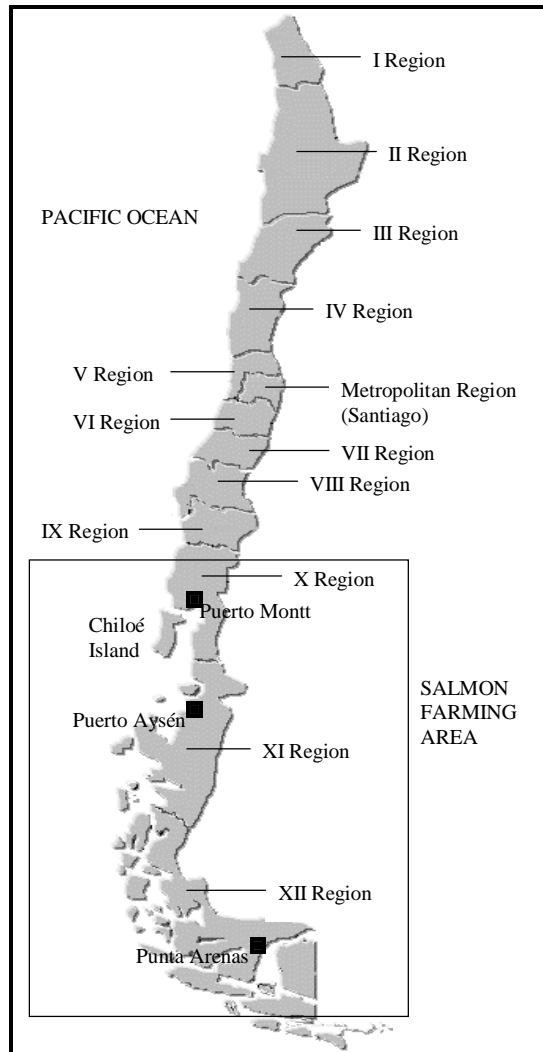 I Region
II Region
PACIFIC OCEAN
III Region
IV Region
V Region
Metropolitan Region
(Santiago)
VI Region
VII Region
VIII Region
IX Region
X Region
Puerto Montt
Chiloé
Island
SALMON
FARMING
AREA
Puerto Aysén
XI Region
XII Region
Punta Arenas